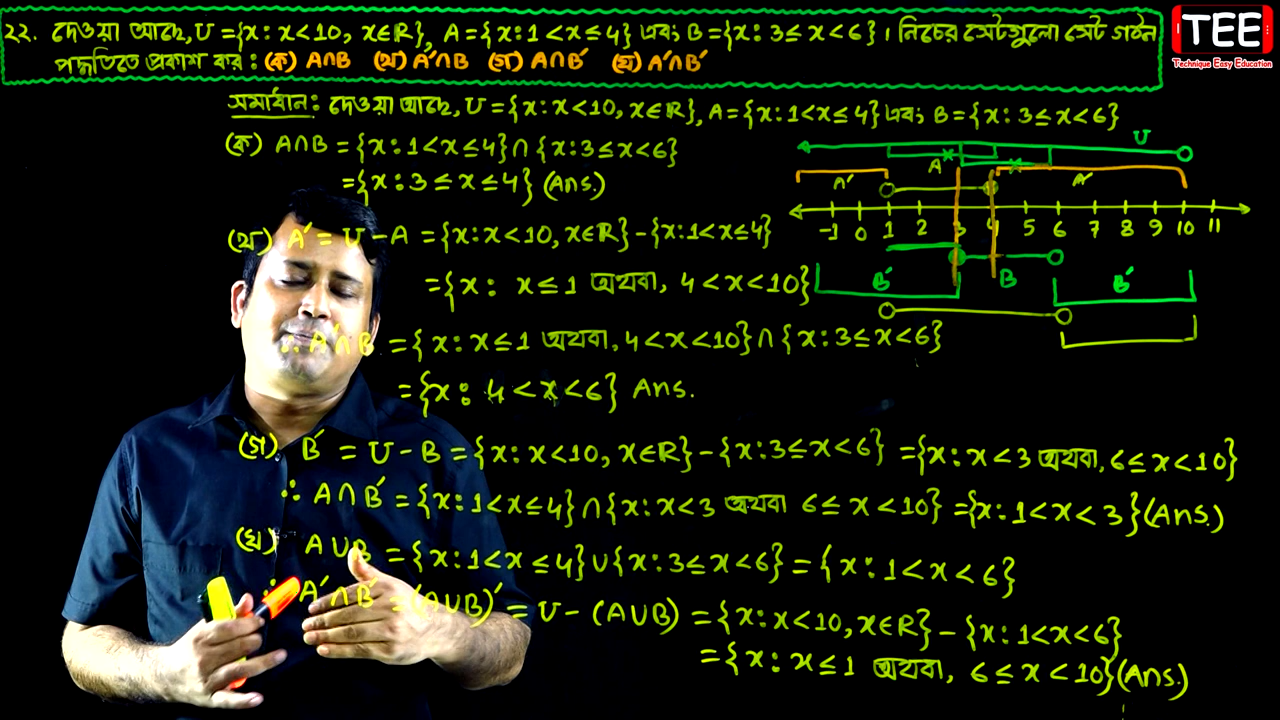 ২২. দেওয়া আছে, U = {x : x < 10, x ∈ ℝ}, A = {x : 1 < x ≤ 4} এবং B = {x : 3 ≤ x < 6} । নিচের সেটগুলো সেট গঠন
পদ্ধতিতে প্রকাশ কর : (ক) A∩B (খ) A′∩B (গ) A∩B′ (ঘ) A′∩B′
TEE
Technique Easy Education
সমাধান : দেওয়া আছে, U = {x : x < 10, x ∈ ℝ}, A = {x : 1 < x ≤ 4} এবং B = {x : 3 ≤ x < 6}
(ক) A∩B = {x : 1 < x ≤ 4} ∩ {x : 3 ≤ x < 6}
= {x : 3 ≤ x ≤ 4} (Ans.)
U
A
A′ A′
-1 0 1 2 3 4 5 6 7 8 9 10 11
B′ B B′
(খ) A′ = U - A = {x : x < 10, x ∈ ℝ} - {x : 1 < x ≤ 4}
= {x : x ≤ 1 অথবা, 4 < x < 10}
∴ A′∩B = {x : x ≤ 1 অথবা, 4 < x < 10} ∩ {x : 3 ≤ x < 6}
= {x : 4 < x < 6} Ans.
(গ) B′ = U - B = {x : x < 10, x ∈ ℝ} - {x : 3 ≤ x < 6} = {x : x < 3 অথবা, 6 ≤ x < 10}
∴ A∩B′ = {x : 1 < x ≤ 4} ∩ {x : x < 3 অথবা 6 ≤ x < 10} = {x : 1 < x < 3} (Ans.)
(ঘ) A∪B = {x : 1 < x ≤ 4} ∪ {x : 3 ≤ x < 6} = {x : 1 < x < 6}
∴ A′∩B′ = (A∪B)′ = U - (A∪B) = {x : x < 10, x ∈ ℝ} - {x : 1 < x < 6}
= {x : x ≤ 1 অথবা, 6 ≤ x < 10} (Ans.)